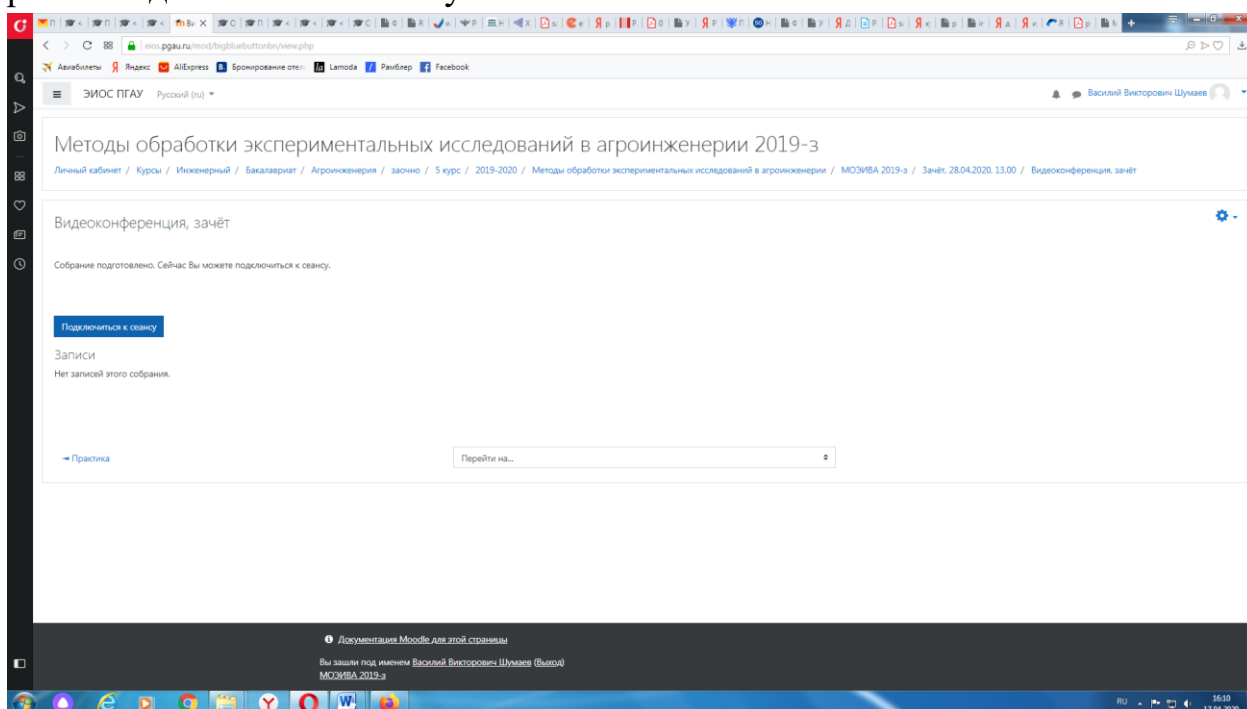 eios.pgau.ru/mod/bigbluebuttonbn/view.php
Авиабилеты Яндекс AliExpress Бронирование отел Lamoda Рамблер Facebook
ЭИОС ПГАУ Русский (ru) Василий Викторович Шумаев
Методы обработки экспериментальных исследований в агроинженерии 2019-з
Личный кабинет / Курсы / Инженерный / Бакалавриат / Агроинженерия / заочно / 5 курс / 2019-2020 / Методы обработки экспериментальных исследований в агроинженерии / МОЭИВА 2019-з / Зачёт, 28.04.2020, 13.00 / Видеоконференция, зачёт
Видеоконференция, зачёт
Собрание подготовлено. Сейчас Вы можете подключиться к сеансу.
Подключиться к сеансу
Записи
Нет записей этого собрания.
◄ Практика Перейти на...
Документация Moodle для этой страницы
Вы зашли под именем Василий Викторович Шумаев (Выход)
МОЭИВА 2019-з
RU 16:10
17.04.2020